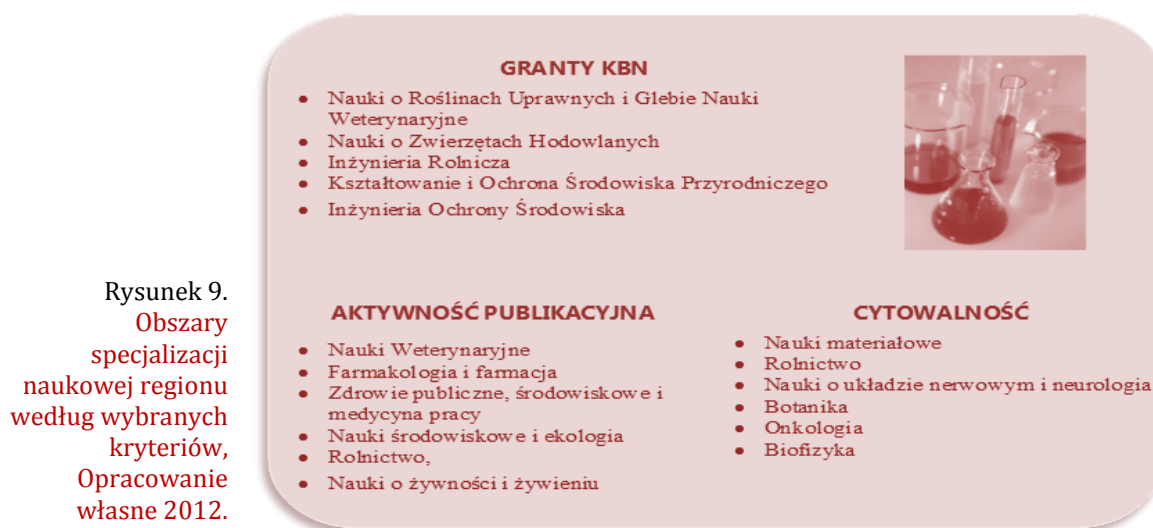 GRANTY KBN
• Nauki o Roślinach Uprawnych i Glebie Nauki
Weterynaryjne
• Nauki o Zwierzętach Hodowlanych
• Inżynieria Rolnicza
• Kształtowanie i Ochrona Środowiska Przyrodniczego
• Inżynieria Ochrony Środowiska
Rysunek 9.
Obszary
specjalizacji
naukowej regionu
według wybranych
kryteriów,
Opracowanie
własne 2012.
AKTYWNOŚĆ PUBLIKACYJNA
• Nauki Weterynaryjne
• Farmakologia i farmacja
• Zdrowie publiczne, środowiskowe i
medycyna pracy
• Nauki środowiskowe i ekologia
• Rolnictwo,
• Nauki o żywności i żywieniu
CYTOWALNOŚĆ
• Nauki materiałowe
• Rolnictwo
• Nauki o układzie nerwowym i neurologia
• Botanika
• Onkologia
• Biofizyka